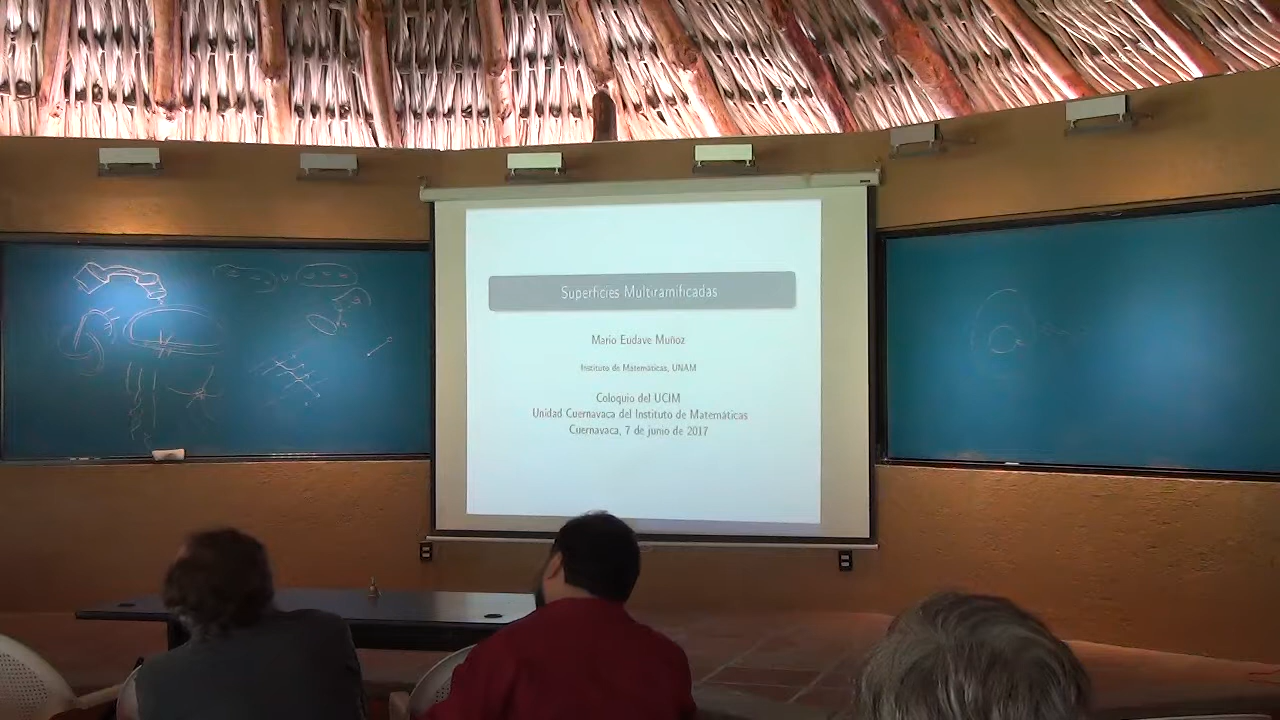 Superficies Multiramificadas
Mario Eudave Muñoz
Instituto de Matemáticas, UNAM
Coloquio del UCIM
Unidad Cuernavaca del Instituto de Matemáticas
Cuernavaca, 7 de junio de 2017